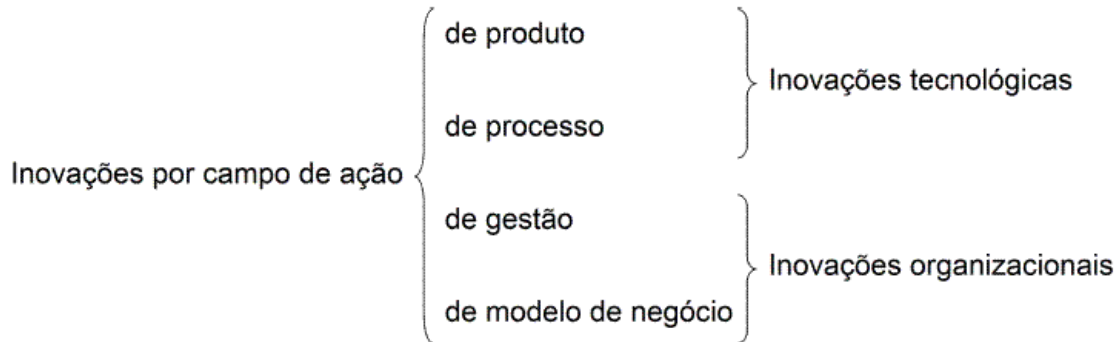 de produto
Inovações tecnológicas
de processo
Inovações por campo de ação
de gestão
Inovações organizacionais
de modelo de negócio